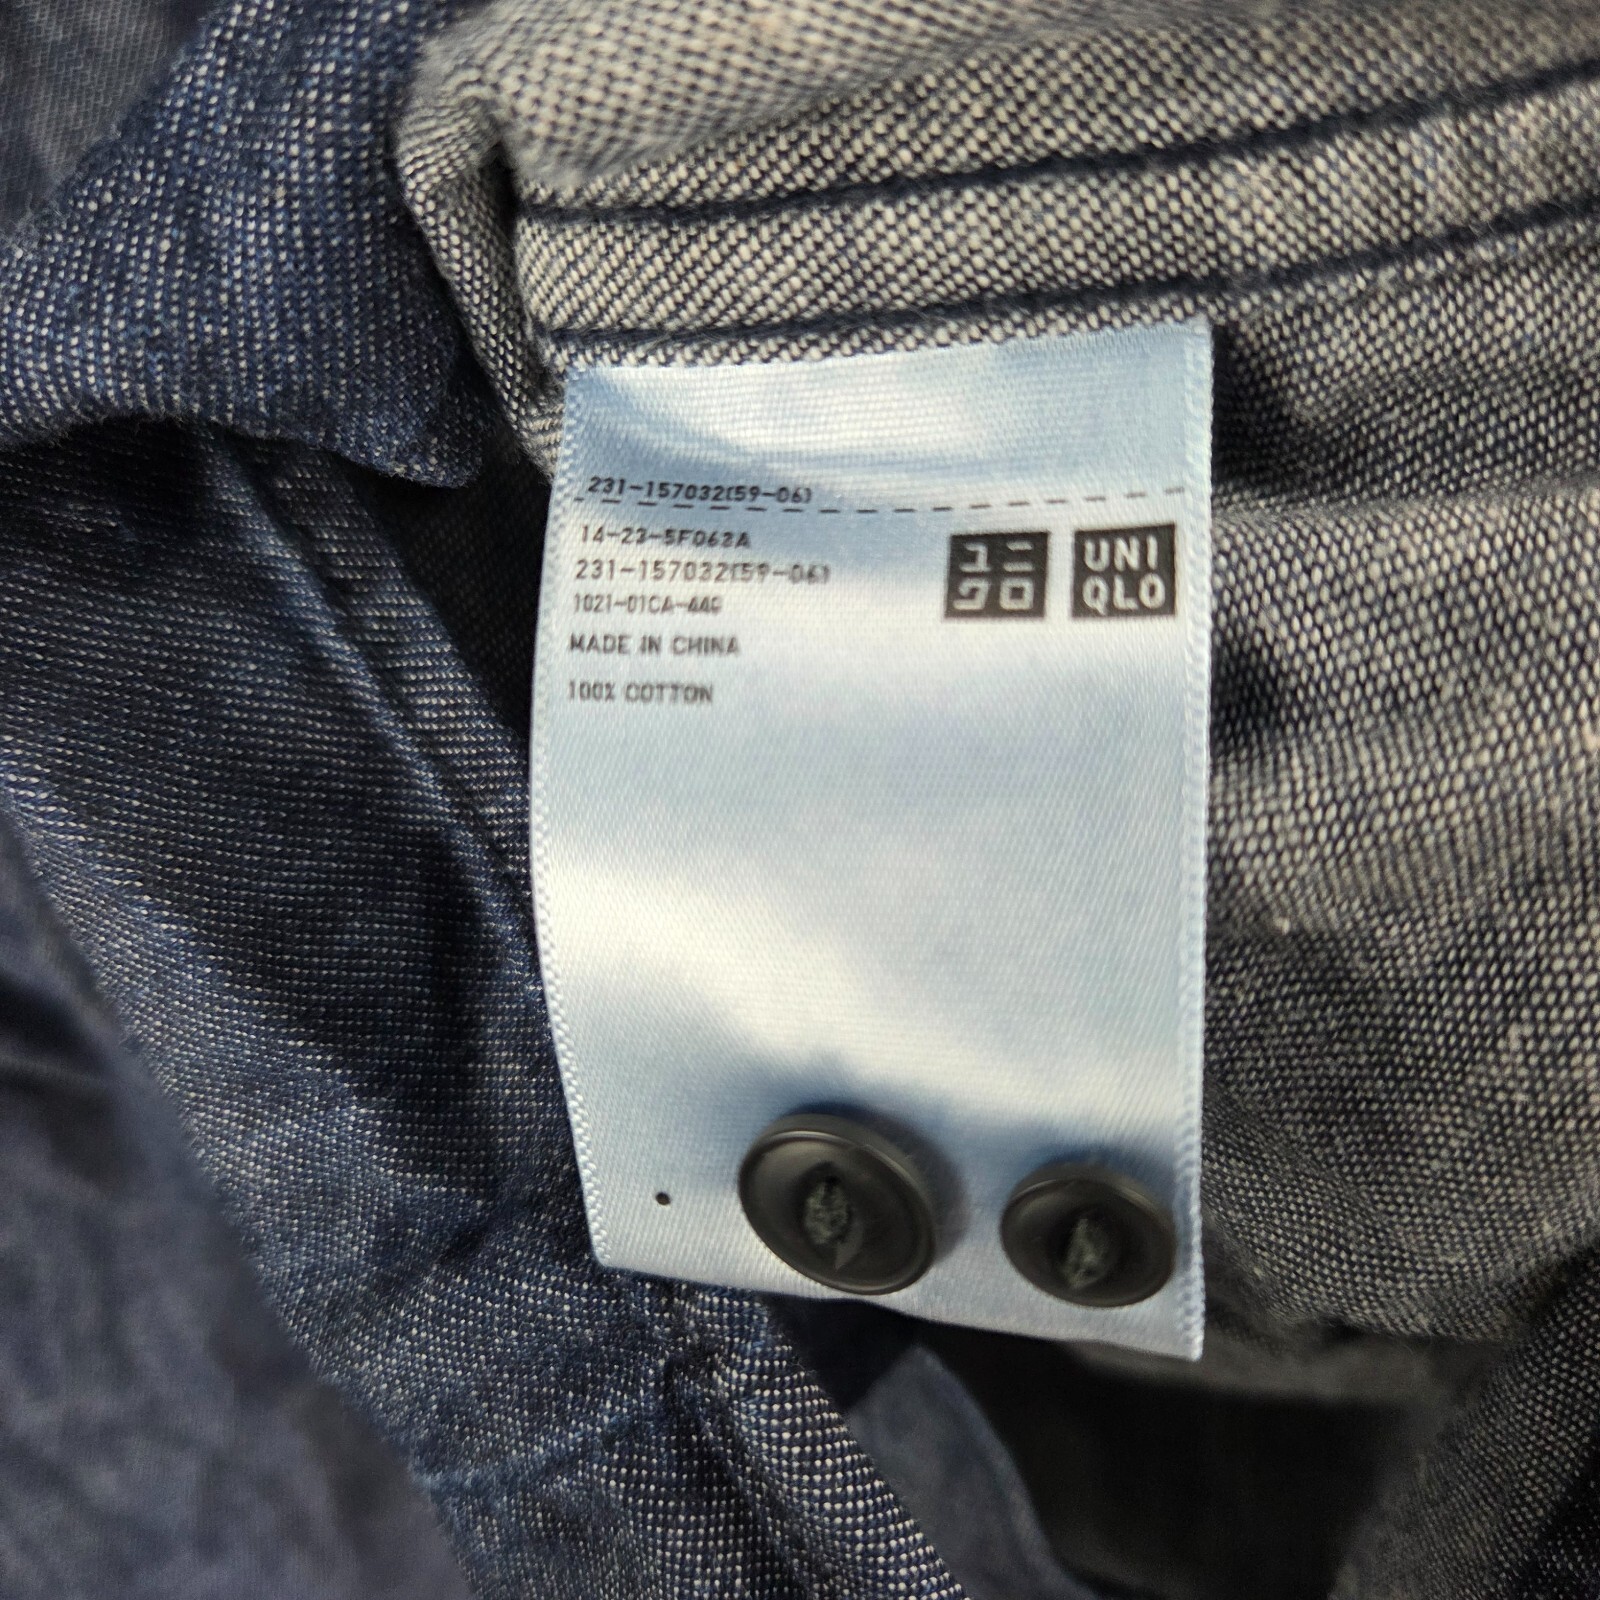 231-157032(59-06)
14-23-5F062A
231-157032(59-06)
1021-01CA-44G
MADE IN CHINA
100% COTTON
ユニ
クロ
UNI
QLO